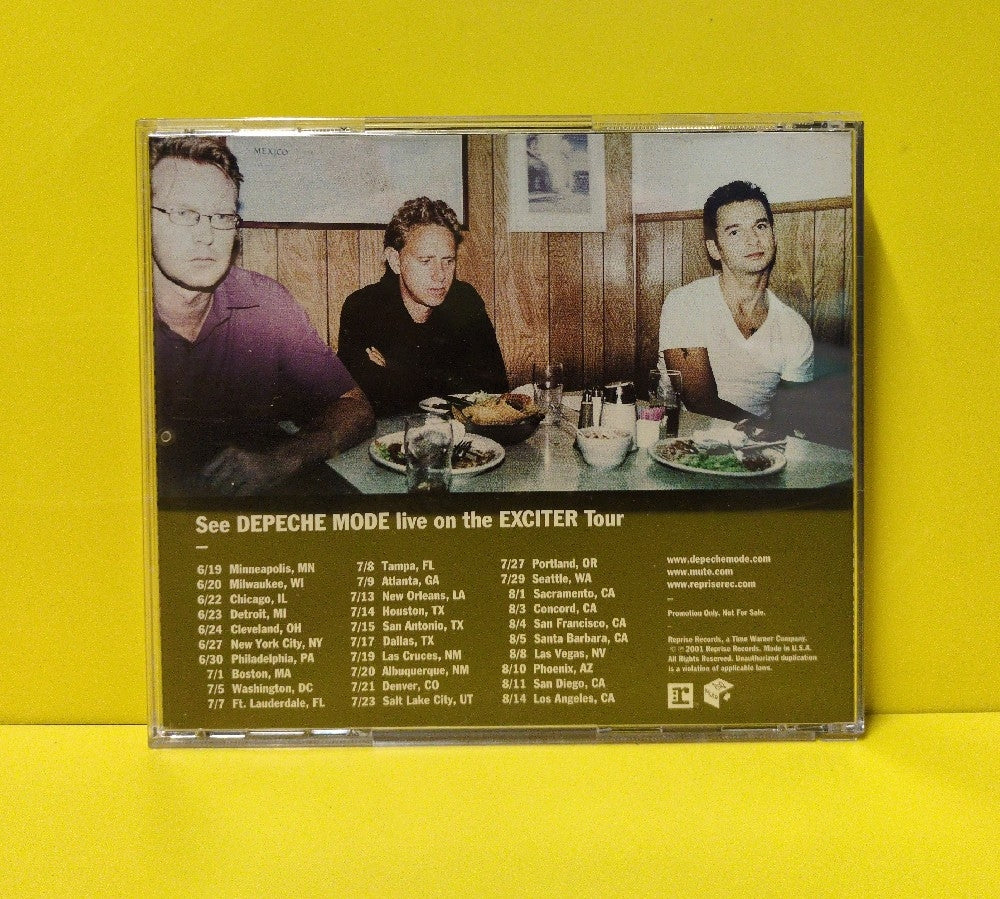 MEXICO
See DEPECHE MODE live on the EXCITER Tour
6/19 Minneapolis, MN
6/20 Milwaukee, WI
6/22 Chicago, IL
6/23 Detroit, MI
6/24 Cleveland, OH
6/27 New York City, NY
6/30 Philadelphia, PA
7/1 Boston, MA
7/5 Washington, DC
7/7 Ft. Lauderdale, FL
7/8 Tampa, FL
7/9 Atlanta, GA
7/13 New Orleans, LA
7/14 Houston, TX
7/15 San Antonio, TX
7/17 Dallas, TX
7/19 Las Cruces, NM
7/20 Albuquerque, NM
7/21 Denver, CO
7/23 Salt Lake City, UT
7/27 Portland, OR
7/29 Seattle, WA
8/1 Sacramento, CA
8/3 Concord, CA
8/4 San Francisco, CA
8/5 Santa Barbara, CA
8/8 Las Vegas, NV
8/10 Phoenix, AZ
8/11 San Diego, CA
8/14 Los Angeles, CA
www.depechemode.com
www.mute.com
www.repriserec.com
Promotion Only. Not For Sale.
Reprise Records, a Time Warner Company.
© ℗ 2001 Reprise Records. Made in U.S.A.
All Rights Reserved. Unauthorized duplication
is a violation of applicable laws.